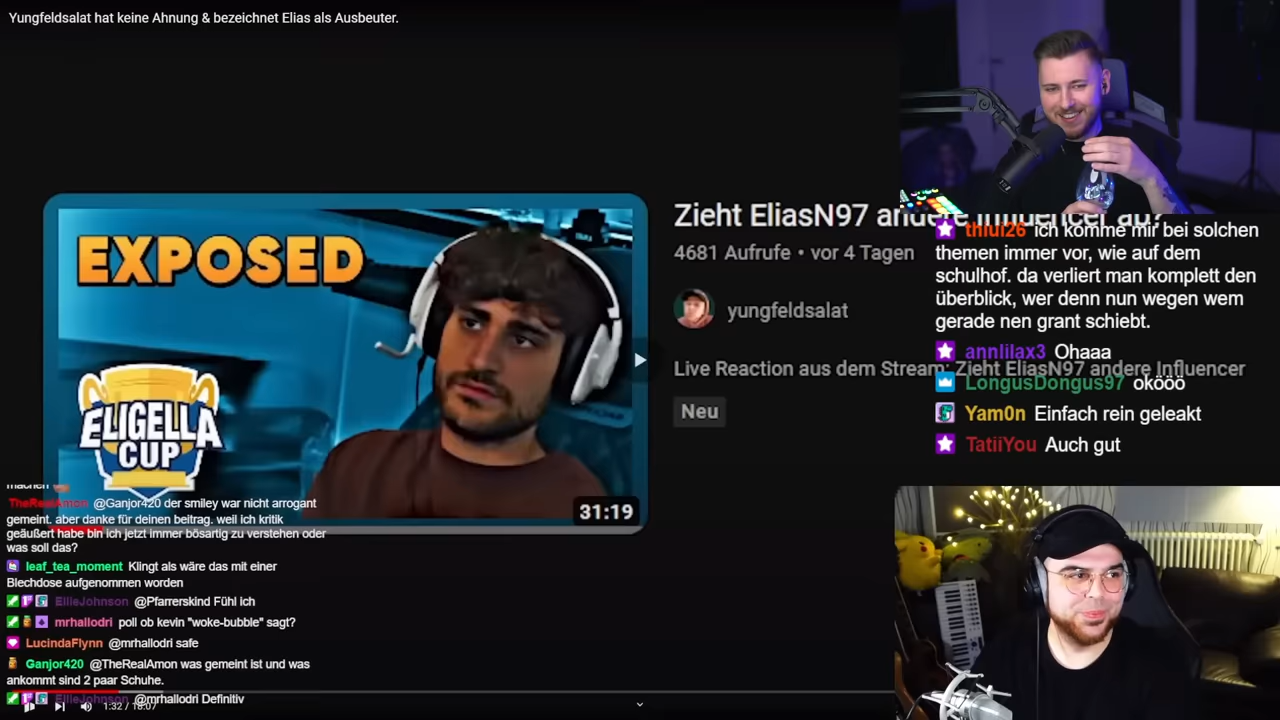 Yungfeldsalat hat keine Ahnung & bezeichnet Elias als Ausbeuter.
EXPOSED
ELIGELLA
CUP
31:19
Zieht EliasN97 andere Influencer ab?
4681 Aufrufe • vor 4 Tagen
yungfeldsalat
Live Reaction aus dem Stream: Zieht EliasN97 andere Influencer
Neu
thiui26 ich komme mir bei solchen
themen immer vor, wie auf dem
schulhof. da verliert man komplett den
überblick, wer denn nun wegen wem
gerade nen grant schiebt.
annlilax3 Ohaaa
LongusDongus97 oköööö
Yam0n Einfach rein geleakt
TatiiYou Auch gut
machen
TheRealAmon @Ganjor420 der smiley war nicht arrogant
gemeint. aber danke für deinen beitrag. weil ich kritik
geäußert habe bin ich jetzt immer bösartig zu verstehen oder
was soll das?
leaf_tea_moment Klingt als wäre das mit einer
Blechdose aufgenommen worden
EllieJohnson @Pfarrerskind Fühl ich
mrhallodri poll ob kevin "woke-bubble" sagt?
LucindaFlynn @mrhallodri safe
Ganjor420 @TheRealAmon was gemeint ist und was
ankommt sind 2 paar Schuhe.
EllieJohnson @mrhallodri Definitiv
1:32 / 16:07